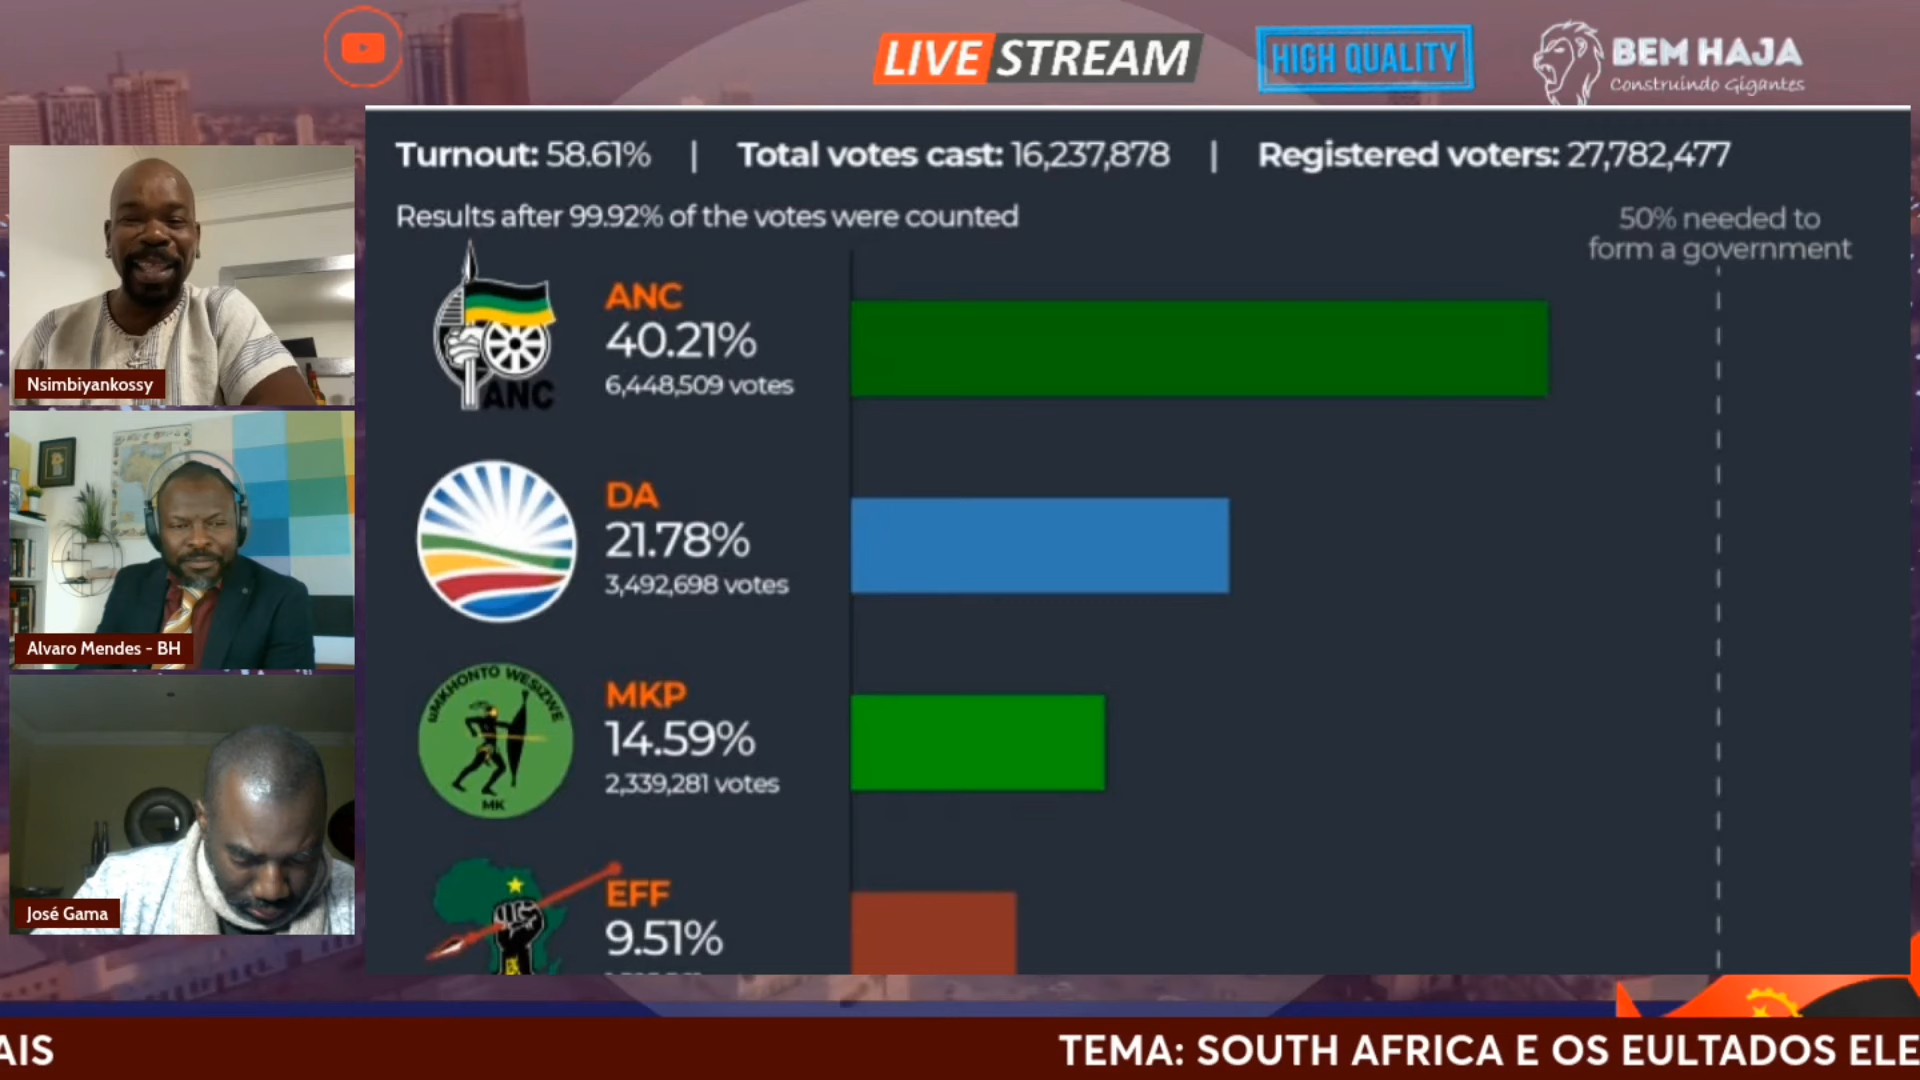 LIVE STREAM
HIGH QUALITY
BEM HAJA
Construindo Gigantes
Turnout: 58.61% | Total votes cast: 16,237,878 | Registered voters: 27,782,477
Results after 99.92% of the votes were counted
50% needed to
form a government
ANC
ANC
40.21%
6,448,509 votes
DA
21.78%
3,492,698 votes
UMKHONTO WESIZWE
MK
MKP
14.59%
2,339,281 votes
EFF
9.51%
Nsimbiyankossy
Alvaro Mendes - BH
José Gama
AIS
TEMA: SOUTH AFRICA E OS EULTADOS ELE